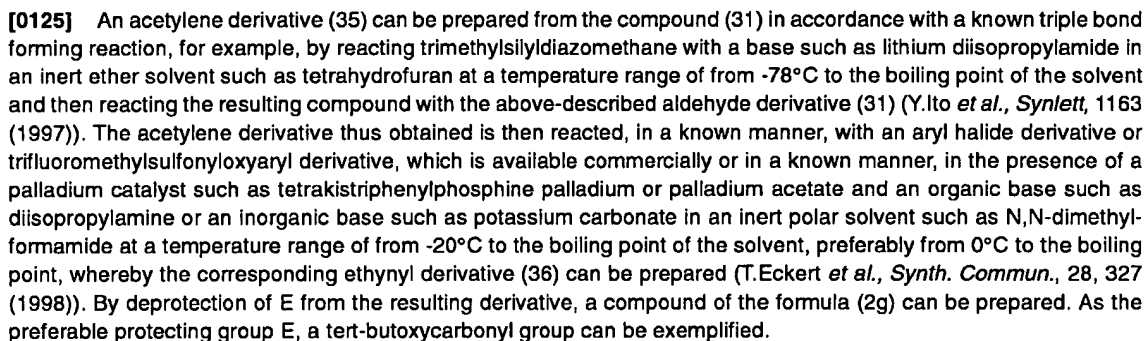 [0125] An acetylene derivative (35) can be prepared from the compound (31) in accordance with a known triple bond
forming reaction, for example, by reacting trimethylsilyldiazomethane with a base such as lithium diisopropylamide in
an inert ether solvent such as tetrahydrofuran at a temperature range of from -78°C to the boiling point of the solvent
and then reacting the resulting compound with the above-described aldehyde derivative (31) (Y.Ito et al., Synlett, 1163
(1997)). The acetylene derivative thus obtained is then reacted, in a known manner, with an aryl halide derivative or
trifluoromethylsulfonyloxyaryl derivative, which is available commercially or in a known manner, in the presence of a
palladium catalyst such as tetrakistriphenylphosphine palladium or palladium acetate and an organic base such as
diisopropylamine or an inorganic base such as potassium carbonate in an inert polar solvent such as N,N-dimethyl-
formamide at a temperature range of from -20°C to the boiling point of the solvent, preferably from 0°C to the boiling
point, whereby the corresponding ethynyl derivative (36) can be prepared (T.Eckert et al., Synth. Commun., 28, 327
(1998)). By deprotection of E from the resulting derivative, a compound of the formula (2g) can be prepared. As the
preferable protecting group E, a tert-butoxycarbonyl group can be exemplified.